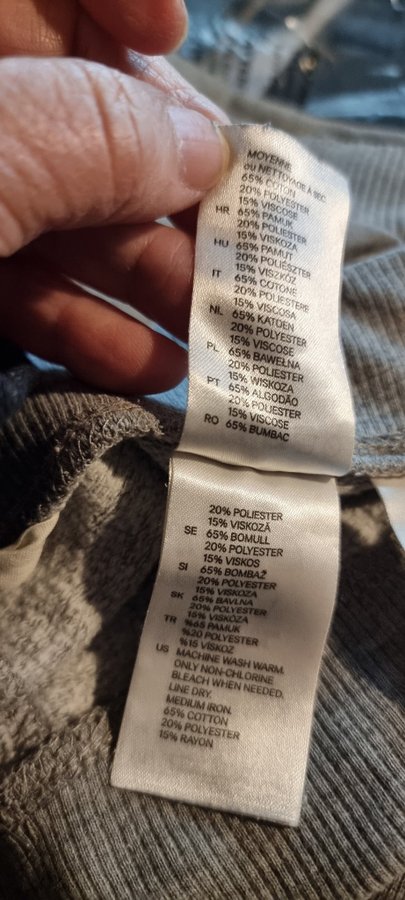 MOYENNE
OU NETTOYAGE À SEC
65% COTON
20% POLYESTER
15% VISCOSE
HR 65% PAMUK
20% POLIESTER
15% VISKOZA
HU 65% PAMUT
20% POLIÉSZTER
15% VISZKÓZ
IT 65% COTONE
20% POLIESTERE
15% VISCOSA
NL 65% KATOEN
20% POLYESTER
15% VISCOSE
PL 65% BAWEŁNA
20% POLIESTER
15% WISKOZA
PT 65% ALGODÃO
20% POLIESTER
15% VISCOSE
RO 65% BUMBAC
20% POLIESTER
15% VISKOZĂ
SE 65% BOMULL
20% POLYESTER
15% VISKOS
SI 65% BOMBAŽ
20% POLYESTER
15% VISKOZA
SK 65% BAVLNA
20% POLYESTER
15% VISKÓZA
TR %65 PAMUK
%20 POLYESTER
%15 VISKOZ
US MACHINE WASH WARM.
ONLY NON-CHLORINE
BLEACH WHEN NEEDED.
LINE DRY.
MEDIUM IRON.
65% COTTON
20% POLYESTER
15% RAYON